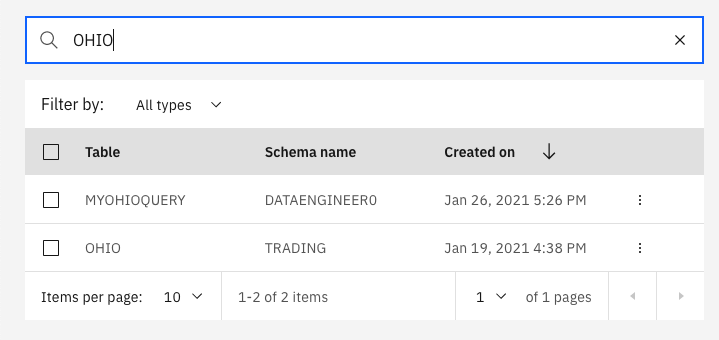 OHIO
Filter by: All types
Table Schema name Created on
MYOHIOQUERY DATAENGINEER0 Jan 26, 2021 5:26 PM
OHIO TRADING Jan 19, 2021 4:38 PM
Items per page: 10 1-2 of 2 items 1 of 1 pages